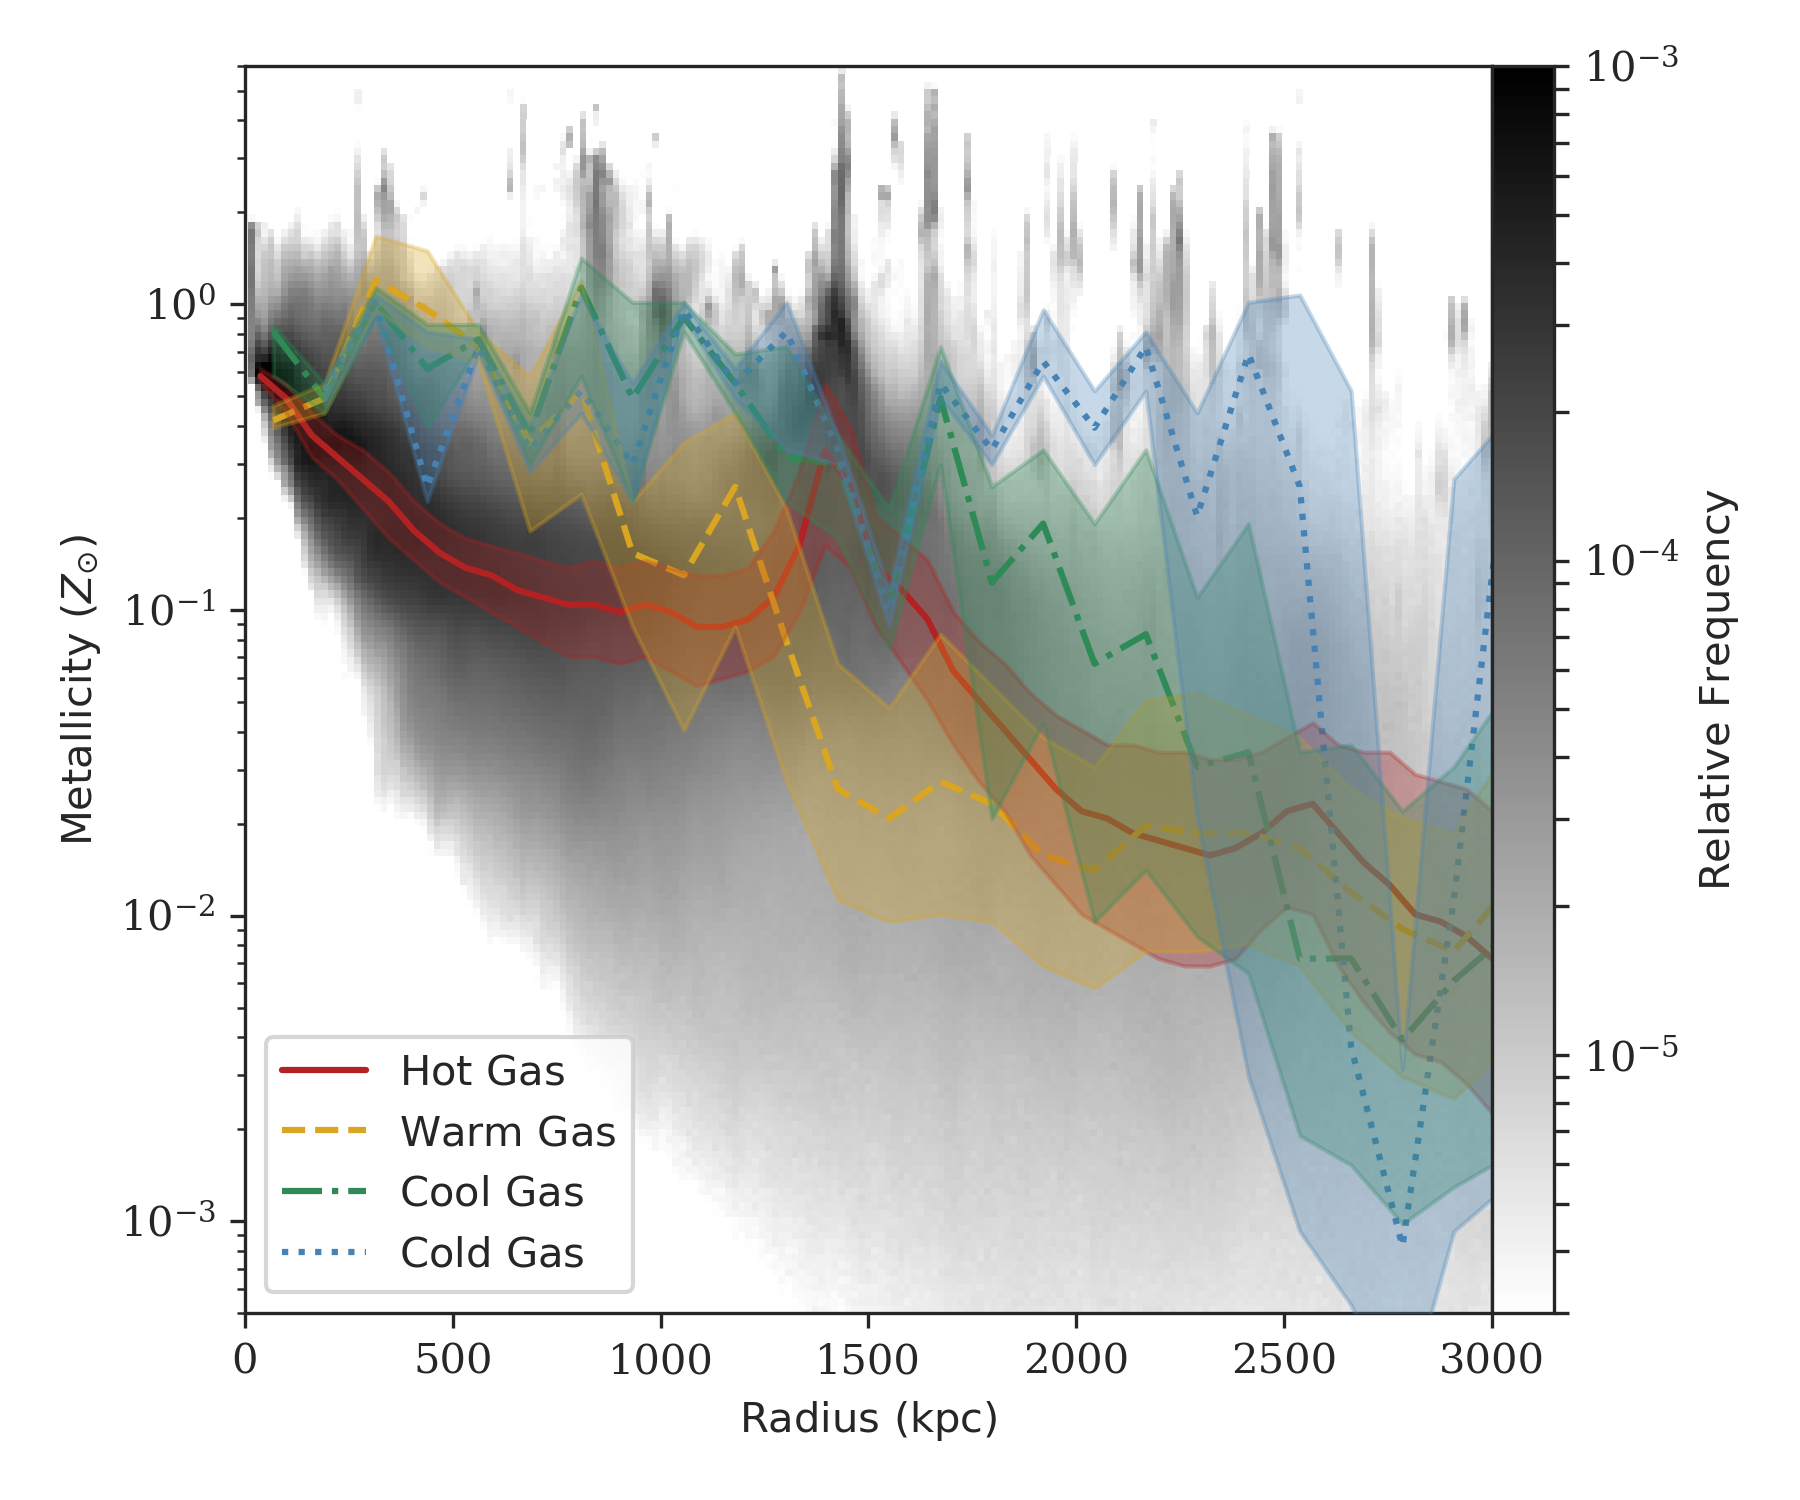 10⁻³
10⁰
10⁻⁴
10⁻¹
Metallicity (Z⊙)
Relative Frequency
10⁻²
10⁻⁵
Hot Gas
Warm Gas
Cool Gas
10⁻³
Cold Gas
0 500 1000 1500 2000 2500 3000
Radius (kpc)